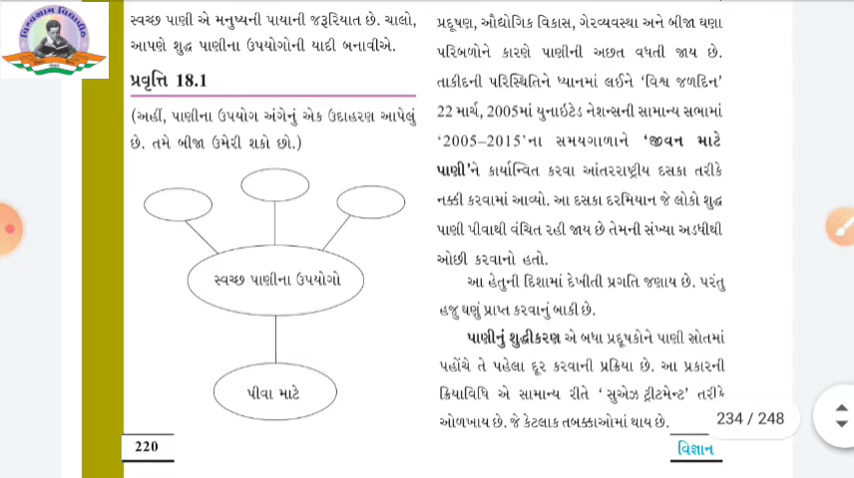 વિશ્વગ્રામ વિદ્યાપીઠ
સ્વચ્છ પાણી એ મનુષ્યની પાયાની જરૂરિયાત છે. ચાલો,
આપણે શુદ્ધ પાણીના ઉપયોગોની યાદી બનાવીએ.
પ્રવૃત્તિ 18.1
(અહીં, પાણીના ઉપયોગ અંગેનું એક ઉદાહરણ આપેલું
છે. તમે બીજા ઉમેરી શકો છો.)
સ્વચ્છ પાણીના ઉપયોગો
પીવા માટે
220
પ્રદૂષણ, ઔદ્યોગિક વિકાસ, ગેરવ્યવસ્થા અને બીજા ઘણા
પરિબળોને કારણે પાણીની અછત વધતી જાય છે.
તાકીદની પરિસ્થિતિને ધ્યાનમાં લઈને ‘વિશ્વ જળદિન’
22 માર્ચ, 2005માં યુનાઇટેડ નેશન્સની સામાન્ય સભામાં
‘2005–2015’ના સમયગાળાને ‘જીવન માટે
પાણી’ને કાર્યાન્વિત કરવા આંતરરાષ્ટ્રીય દસકા તરીકે
નક્કી કરવામાં આવ્યો. આ દસકા દરમિયાન જે લોકો શુદ્ધ
પાણી પીવાથી વંચિત રહી જાય છે તેમની સંખ્યા અડધીથી
ઓછી કરવાનો હતો.
આ હેતુની દિશામાં દેખીતી પ્રગતિ જણાય છે. પરંતુ
હજુ ઘણું પ્રાપ્ત કરવાનું બાકી છે.
પાણીનું શુદ્ધીકરણ એ બધા પ્રદૂષકોને પાણી સ્રોતમાં
પહોંચે તે પહેલા દૂર કરવાની પ્રક્રિયા છે. આ પ્રકારની
ક્રિયાવિધિ એ સામાન્ય રીતે ‘સુએઝ ટ્રીટમેન્ટ’ તરીકે
ઓળખાય છે. જે કેટલાક તબક્કાઓમાં થાય છે.
234 / 248
વિજ્ઞાન